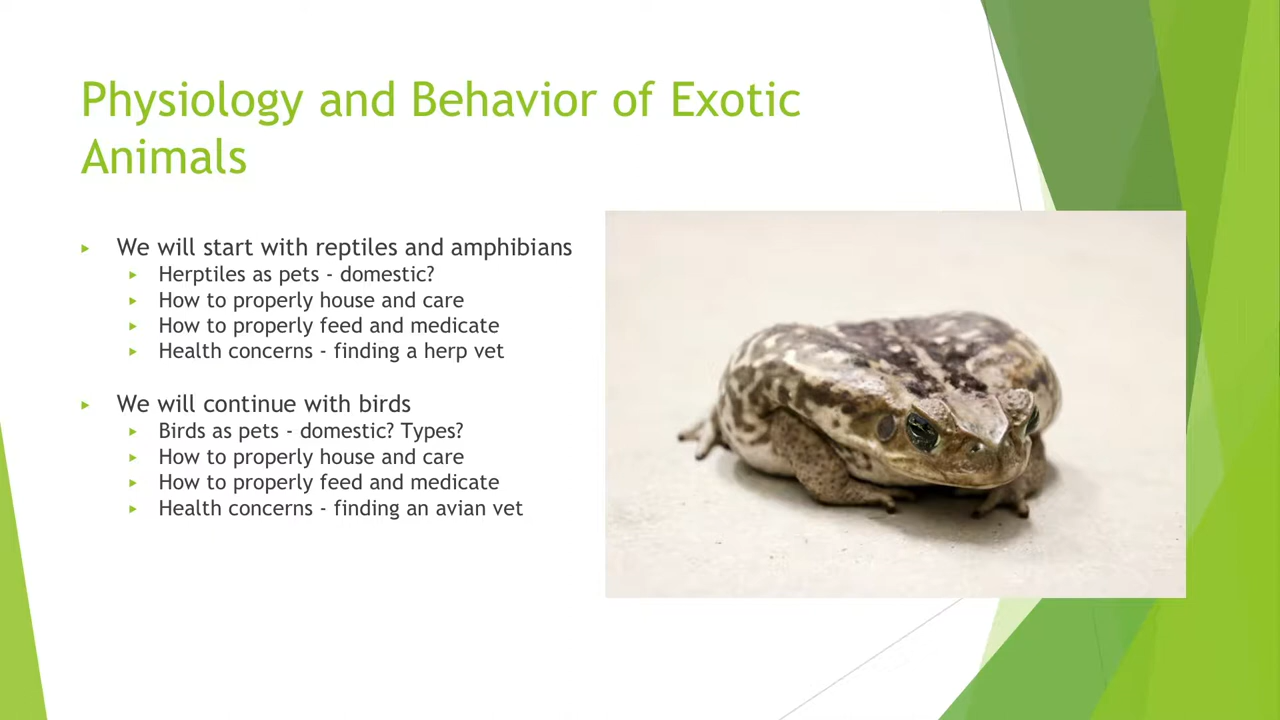 Physiology and Behavior of Exotic
Animals
We will start with reptiles and amphibians
Herptiles as pets - domestic?
How to properly house and care
How to properly feed and medicate
Health concerns - finding a herp vet
We will continue with birds
Birds as pets - domestic? Types?
How to properly house and care
How to properly feed and medicate
Health concerns - finding an avian vet